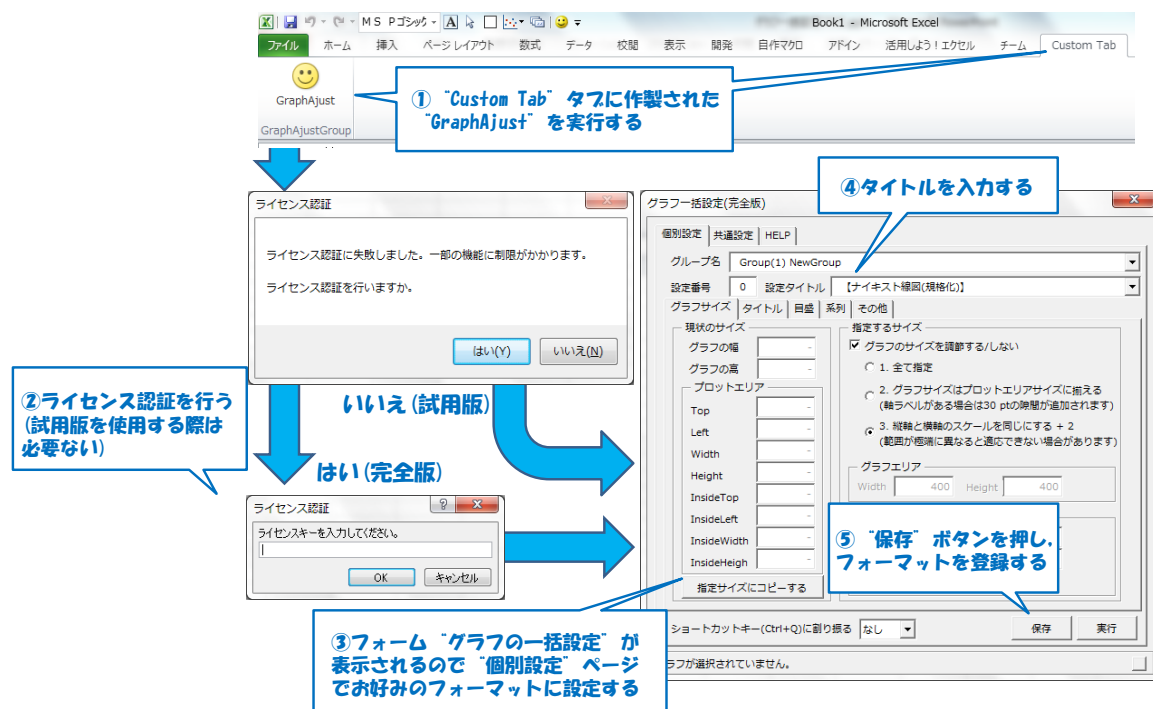 MS Pゴシック
Book1 - Microsoft Excel
ファイル ホーム 挿入 ページ レイアウト 数式 データ 校閲 表示 開発 自作マクロ アドイン 活用しよう！エクセル チーム Custom Tab
GraphAjust
GraphAjustGroup
① "Custom Tab" タブに作製された
"GraphAjust" を実行する
ライセンス認証
ライセンス認証に失敗しました。一部の機能に制限がかかります。
ライセンス認証を行いますか。
はい(Y) いいえ(N)
②ライセンス認証を行う
(試用版を使用する際は
必要ない)
いいえ(試用版)
はい(完全版)
ライセンス認証
ライセンスキーを入力してください。
OK キャンセル
③フォーム "グラフの一括設定" が
表示されるので "個別設定" ページ
でお好みのフォーマットに設定する
④タイトルを入力する
グラフ一括設定(完全版)
個別設定 共通設定 HELP
グループ名 Group(1) NewGroup
設定番号 0 設定タイトル 【ナイキスト線図(規格化)】
グラフサイズ タイトル 目盛 系列 その他
現状のサイズ
グラフの幅 -
グラフの高 -
プロットエリア
Top -
Left -
Width -
Height -
InsideTop -
InsideLeft -
InsideWidth -
InsideHeigh -
指定サイズにコピーする
指定するサイズ
グラフのサイズを調節する/しない
1. 全て指定
2. グラフサイズはプロットエリアサイズに揃える
(軸ラベルがある場合は30 ptの隙間が追加されます)
3. 縦軸と横軸のスケールを同じにする + 2
(範囲が極端に異なると適応できない場合があります)
グラフエリア
Width 400 Height 400
⑤ "保存" ボタンを押し,
フォーマットを登録する
ショートカットキー(Ctrl+Q)に割り振る なし
保存 実行
ラフが選択されていません。